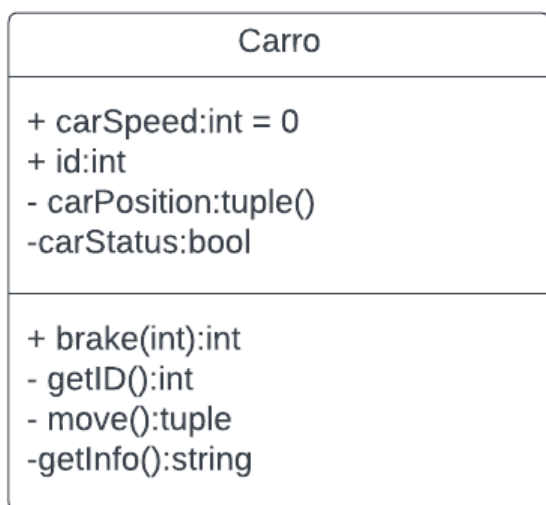 Carro
+ carSpeed:int = 0
+ id:int
- carPosition:tuple()
-carStatus:bool
+ brake(int):int
- getID():int
- move():tuple
-getInfo():string